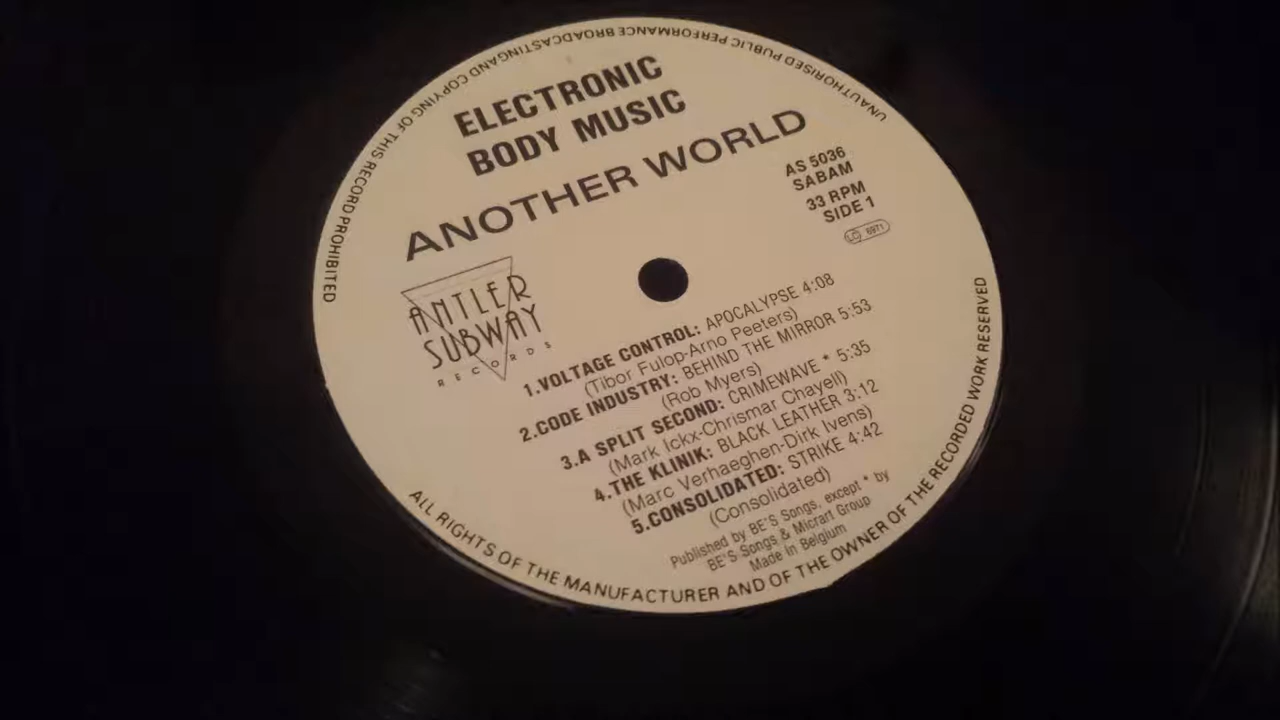 UNAUTHORISED PUBLIC PERFORMANCE BROADCASTING AND COPYING OF THIS RECORD PROHIBITED
ELECTRONIC
BODY MUSIC
ANOTHER WORLD
AS 5036
SABAM
33 RPM
SIDE 1
LC 6971
ANTLER
SUBWAY
RECORDS
1.VOLTAGE CONTROL: APOCALYPSE 4:08
(Tibor Fulop-Arno Peeters)
2.CODE INDUSTRY: BEHIND THE MIRROR 5:53
(Rob Myers)
3.A SPLIT SECOND: CRIMEWAVE * 5:35
(Mark Ickx-Chrismar Chayell)
4.THE KLINIK: BLACK LEATHER 3:12
(Marc Verhaeghen-Dirk Ivens)
5.CONSOLIDATED: STRIKE 4:42
(Consolidated)
Published by BE'S Songs, except * by
BE'S Songs & Micrart Group
Made in Belgium
ALL RIGHTS OF THE MANUFACTURER AND OF THE OWNER OF THE RECORDED WORK RESERVED